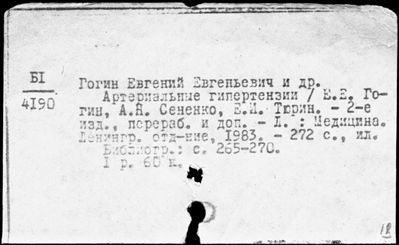 БІ
4190
Гогин Евгений Евгеньевич и др.
Артериальные гипертензии / Е.Е. Го-
гин, А.Н. Сененко, Е.И. Тюрин. - 2-е
изд., перераб. и доп. - Л. : Медицина.
Ленингр. отд-ние, 1983. - 272 с., ил.
Библиогр.: с. 265-270.
1 р. 60 к.